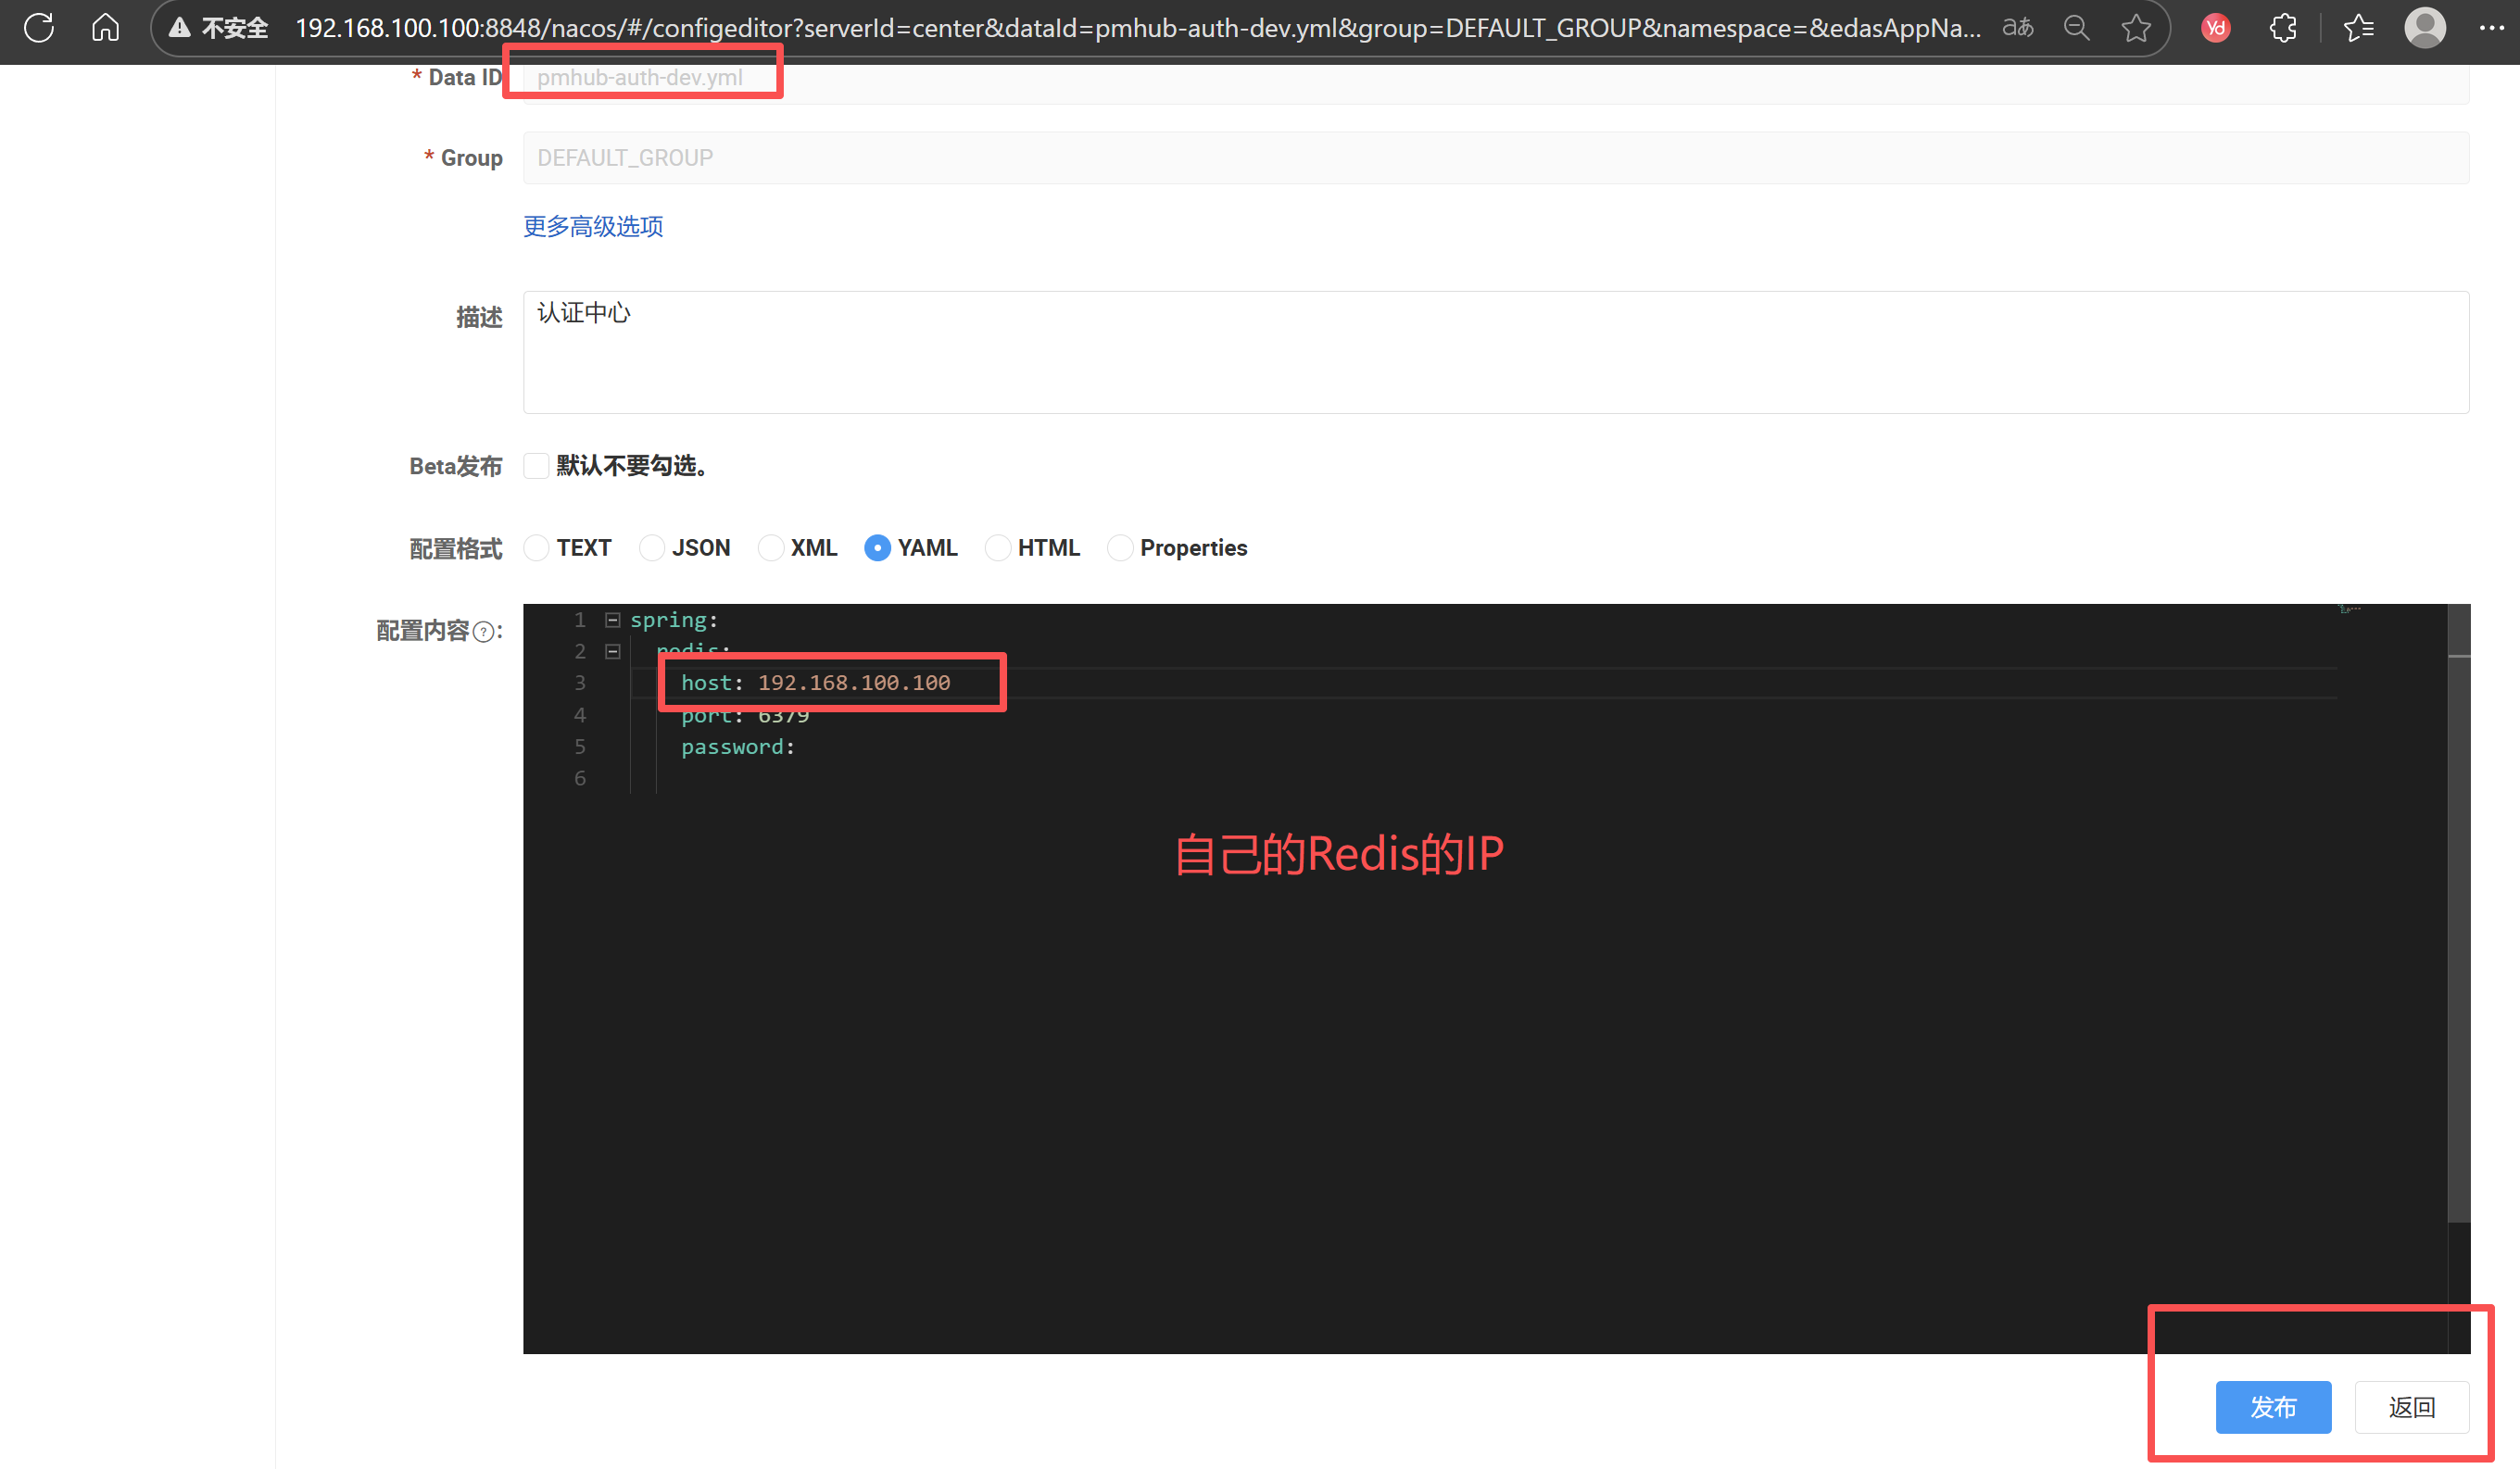 不安全 192.168.100.100:8848/nacos/#/configeditor?serverId=center&dataId=pmhub-auth-dev.yml&group=DEFAULT_GROUP&namespace=&edasAppNa... aあ yd
* Data ID pmhub-auth-dev.yml
* Group DEFAULT_GROUP
更多高级选项
描述 认证中心
Beta发布 默认不要勾选。
配置格式 TEXT JSON XML YAML HTML Properties
配置内容?:
1 spring:
2 redis:
3 host: 192.168.100.100
4 port: 6379
5 password:
6
自己的Redis的IP
发布 返回